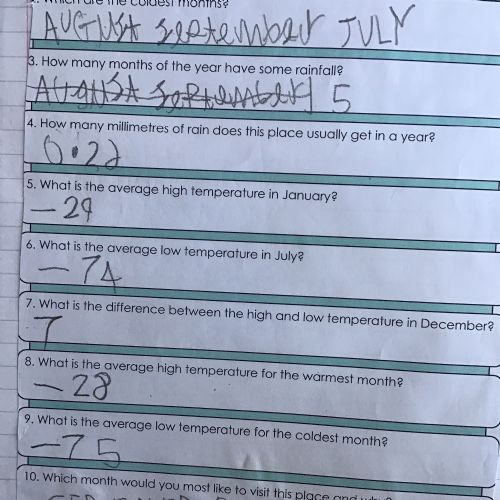 are the coldest months?
AUGUSt September JULY
3. How many months of the year have some rainfall?
AUGUSt September 5
4. How many millimetres of rain does this place usually get in a year?
0.22
5. What is the average high temperature in January?
-29
6. What is the average low temperature in July?
-74
7. What is the difference between the high and low temperature in December?
7
8. What is the average high temperature for the warmest month?
-28
9. What is the average low temperature for the coldest month?
-75
10. Which month would you most like to visit this place and why?